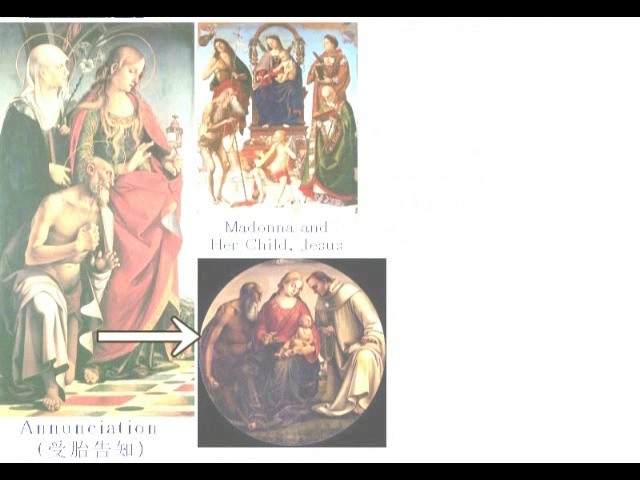 Madonna and
Her Child, Jesus
Annunciation
(受胎告知)